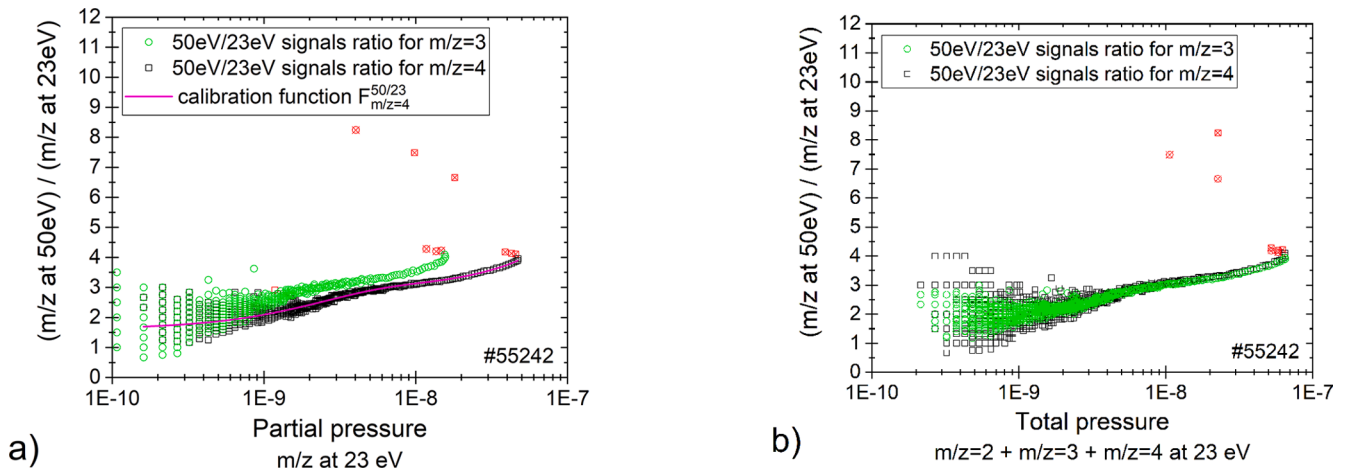 12
11
10
9
8
7
6
5
4
3
2
1
0
(m/z at 50eV) / (m/z at 23eV)
50eV/23eV signals ratio for m/z=3
50eV/23eV signals ratio for m/z=4
calibration function F50/23m/z=4
#55242
1E-10 1E-9 1E-8 1E-7
Partial pressure
m/z at 23 eV
a)
12
11
10
9
8
7
6
5
4
3
2
1
0
(m/z at 50eV) / (m/z at 23eV)
50eV/23eV signals ratio for m/z=3
50eV/23eV signals ratio for m/z=4
#55242
1E-10 1E-9 1E-8 1E-7
Total pressure
m/z=2 + m/z=3 + m/z=4 at 23 eV
b)